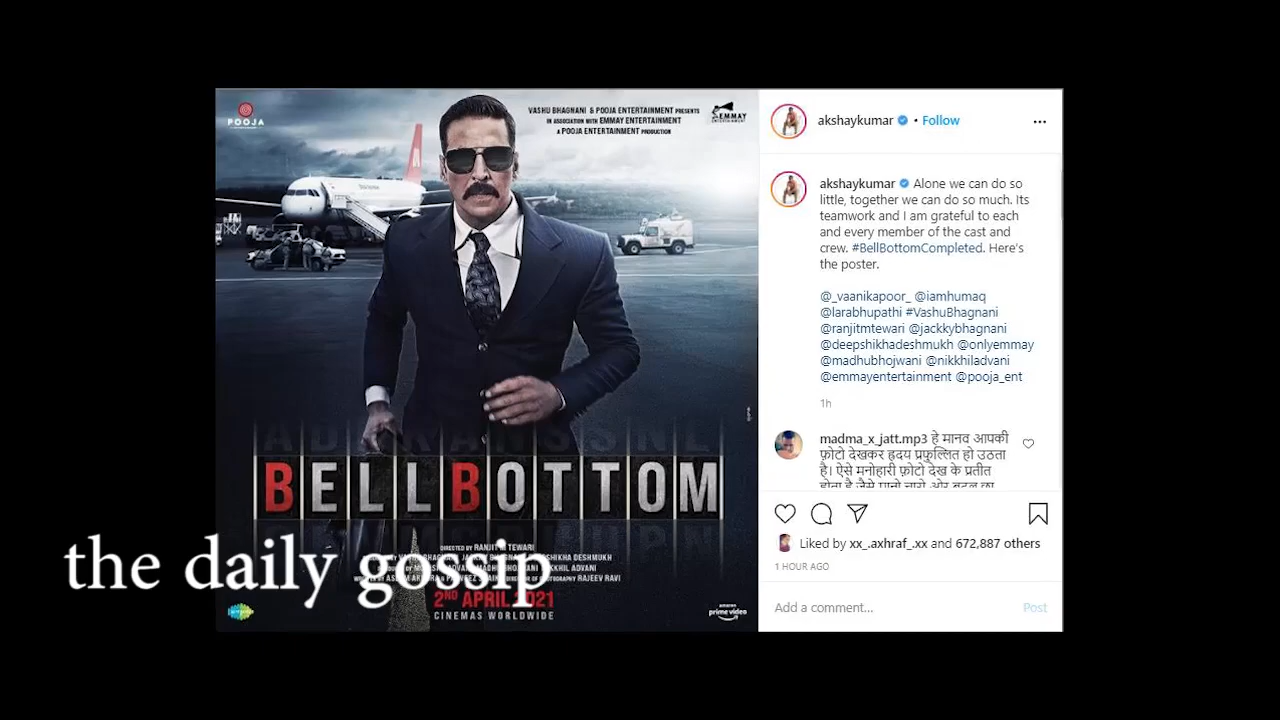 POOJA
VASHU BHAGNANI & POOJA ENTERTAINMENT PRESENTS
IN ASSOCIATION WITH EMMAY ENTERTAINMENT
A POOJA ENTERTAINMENT PRODUCTION
EMMAY
BELLBOTTOM
DIRECTED BY RANJIT M TEWARI
RAJEEV RAVI
2ND APRIL 2021
CINEMAS WORLDWIDE
amazon
prime video
the daily gossip
akshaykumar • Follow
akshaykumar Alone we can do so
little, together we can do so much. Its
teamwork and I am grateful to each
and every member of the cast and
crew. #BellBottomCompleted. Here's
the poster.
@_vaanikapoor_ @iamhumaq
@larabhupathi #VashuBhagnani
@ranjitmtewari @jackkybhagnani
@deepshikhadeshmukh @onlyemmay
@madhubhojwani @nikkhiladvani
@emmayentertainment @pooja_ent
1h
madma_x_jatt.mp3 हे मानव आपकी
फ़ोटो देखकर ह्रदय प्रफुल्लित हो उठता
है। ऐसे मनोहारी फ़ोटो देख के प्रतीत
Liked by xx_.axhraf_.xx and 672,887 others
1 HOUR AGO
Add a comment... Post